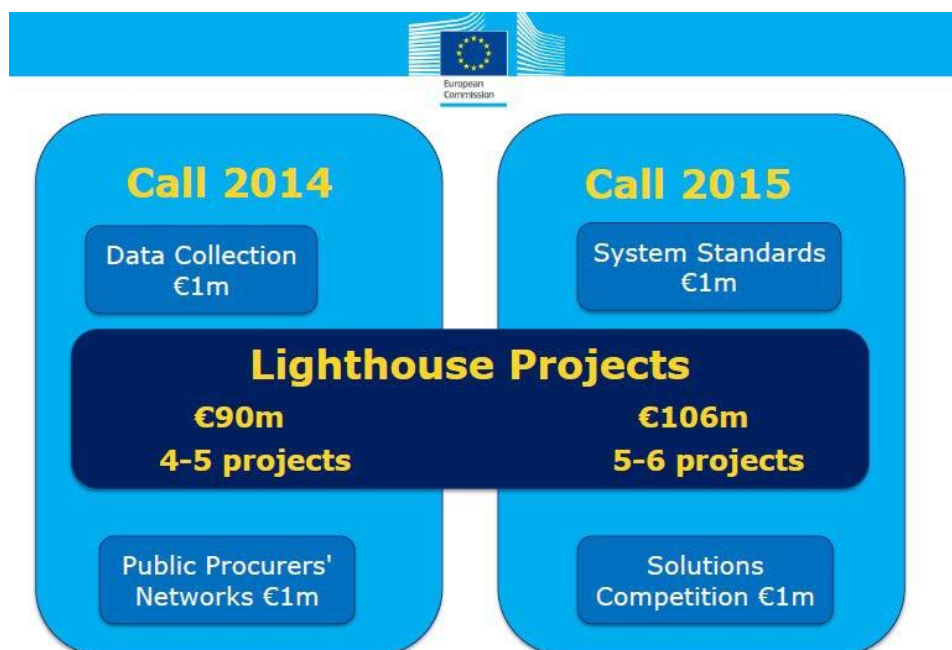 European
Commission
Call 2014
Data Collection
€1m
Call 2015
System Standards
€1m
Lighthouse Projects
€90m
4-5 projects
€106m
5-6 projects
Public Procurers'
Networks €1m
Solutions
Competition €1m